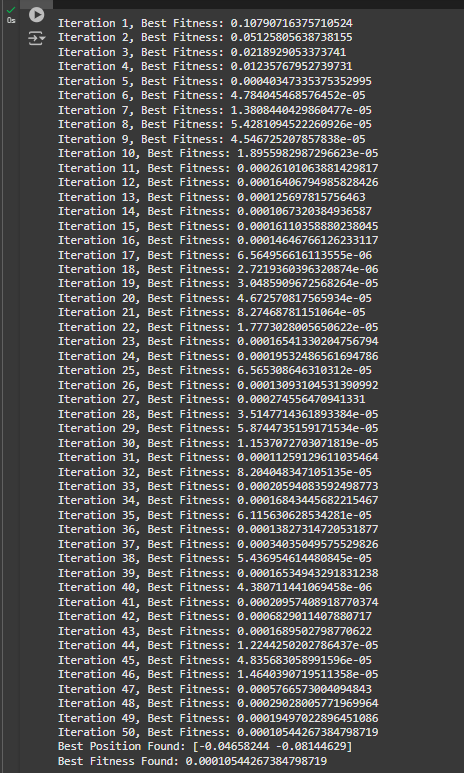 0s
Iteration 1, Best Fitness: 0.10790716375710524
Iteration 2, Best Fitness: 0.05125805638738155
Iteration 3, Best Fitness: 0.0218929053373741
Iteration 4, Best Fitness: 0.01235767952739731
Iteration 5, Best Fitness: 0.00040347335375352995
Iteration 6, Best Fitness: 4.784045468576452e-05
Iteration 7, Best Fitness: 1.3808440429860477e-05
Iteration 8, Best Fitness: 5.4281094522260926e-05
Iteration 9, Best Fitness: 4.546725207857838e-05
Iteration 10, Best Fitness: 1.8955982987296623e-05
Iteration 11, Best Fitness: 0.00026101063881429817
Iteration 12, Best Fitness: 0.00016406794985828426
Iteration 13, Best Fitness: 0.000125697815756463
Iteration 14, Best Fitness: 0.0001067320384936587
Iteration 15, Best Fitness: 0.00016110358880238045
Iteration 16, Best Fitness: 0.00014646766126233117
Iteration 17, Best Fitness: 6.564956616113555e-06
Iteration 18, Best Fitness: 2.7219360396320874e-06
Iteration 19, Best Fitness: 3.0485909672568264e-05
Iteration 20, Best Fitness: 4.672570817565934e-05
Iteration 21, Best Fitness: 8.27468781151064e-05
Iteration 22, Best Fitness: 1.7773028005650622e-05
Iteration 23, Best Fitness: 0.00016541330204756794
Iteration 24, Best Fitness: 0.00019532486561694786
Iteration 25, Best Fitness: 6.565308646310312e-05
Iteration 26, Best Fitness: 0.00013093104531390992
Iteration 27, Best Fitness: 0.000274556470941331
Iteration 28, Best Fitness: 3.5147714361893384e-05
Iteration 29, Best Fitness: 5.8744735159171534e-05
Iteration 30, Best Fitness: 1.1537072703071819e-05
Iteration 31, Best Fitness: 0.00011259129611035464
Iteration 32, Best Fitness: 8.204048347105135e-05
Iteration 33, Best Fitness: 0.00020594083592498773
Iteration 34, Best Fitness: 0.00016843445682215467
Iteration 35, Best Fitness: 6.115630628534281e-05
Iteration 36, Best Fitness: 0.00013827314720531877
Iteration 37, Best Fitness: 0.00034035049575529826
Iteration 38, Best Fitness: 5.436954614480845e-05
Iteration 39, Best Fitness: 0.00016534943291831238
Iteration 40, Best Fitness: 4.380711441069458e-06
Iteration 41, Best Fitness: 0.00020957408918770374
Iteration 42, Best Fitness: 0.0006829011407880717
Iteration 43, Best Fitness: 0.0001689502798770622
Iteration 44, Best Fitness: 1.2244250202786437e-05
Iteration 45, Best Fitness: 4.835683058991596e-05
Iteration 46, Best Fitness: 1.4640390719511358e-05
Iteration 47, Best Fitness: 0.0005766573004094843
Iteration 48, Best Fitness: 0.00029028005771969964
Iteration 49, Best Fitness: 0.00019497022896451086
Iteration 50, Best Fitness: 0.00010544267384798719
Best Position Found: [-0.04658244 -0.08144629]
Best Fitness Found: 0.00010544267384798719